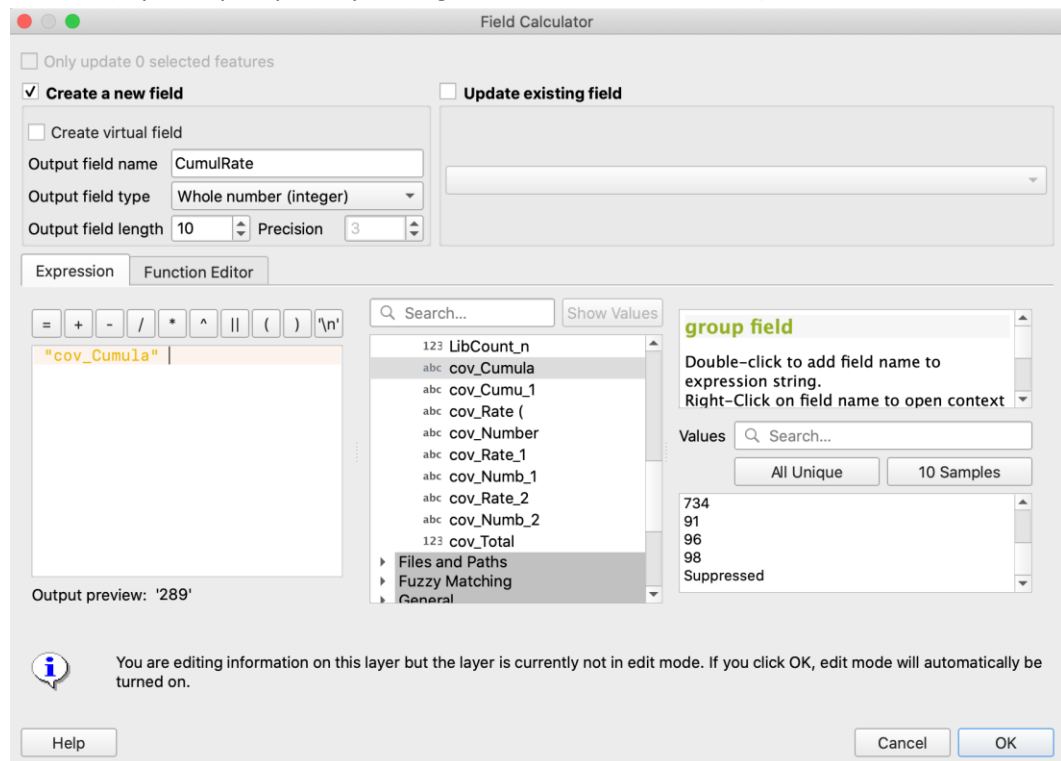 Field Calculator
Only update 0 selected features
Create a new field
Update existing field
Create virtual field
Output field name CumulRate
Output field type Whole number (integer)
Output field length 10 Precision 3
Expression Function Editor
= + - / * ^ || ( ) '\n'
"cov_Cumula"
Output preview: '289'
Search... Show Values
123 LibCount_n
abc cov_Cumula
abc cov_Cumu_1
abc cov_Rate (
abc cov_Number
abc cov_Rate_1
abc cov_Numb_1
abc cov_Rate_2
abc cov_Numb_2
123 cov_Total
Files and Paths
Fuzzy Matching
General
group field
Double-click to add field name to
expression string.
Right-Click on field name to open context
Values Search...
All Unique 10 Samples
734
91
96
98
Suppressed
You are editing information on this layer but the layer is currently not in edit mode. If you click OK, edit mode will automatically be
turned on.
Help Cancel OK